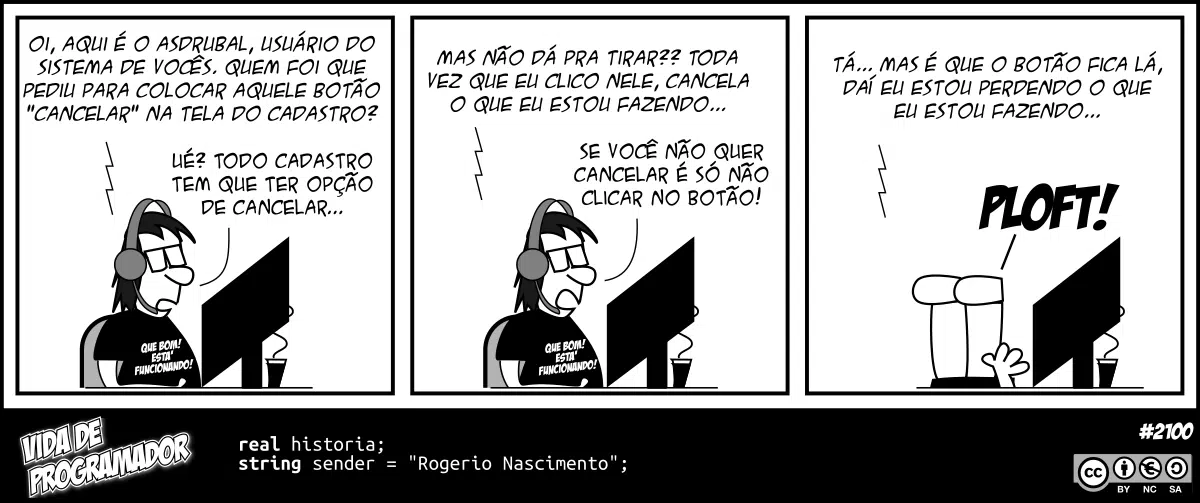 OI, AQUI É O ASDRUBAL, USUÁRIO DO
SISTEMA DE VOCÊS. QUEM FOI QUE
PEDIU PARA COLOCAR AQUELE BOTÃO
"CANCELAR" NA TELA DO CADASTRO?
UÉ? TODO CADASTRO
TEM QUE TER OPÇÃO
DE CANCELAR...
QUE BOM!
ESTA'
FUNCIONANDO!
MAS NÃO DÁ PRA TIRAR?? TODA
VEZ QUE EU CLICO NELE, CANCELA
O QUE EU ESTOU FAZENDO...
SE VOCÊ NÃO QUER
CANCELAR É SÓ NÃO
CLICAR NO BOTÃO!
QUE BOM!
ESTA'
FUNCIONANDO!
TÁ... MAS É QUE O BOTÃO FICA LÁ,
DAÍ EU ESTOU PERDENDO O QUE
EU ESTOU FAZENDO...
PLOFT!
VIDA DE
PROGRAMADOR
real historia;
string sender = "Rogerio Nascimento";
#2100
cc
BY NC SA